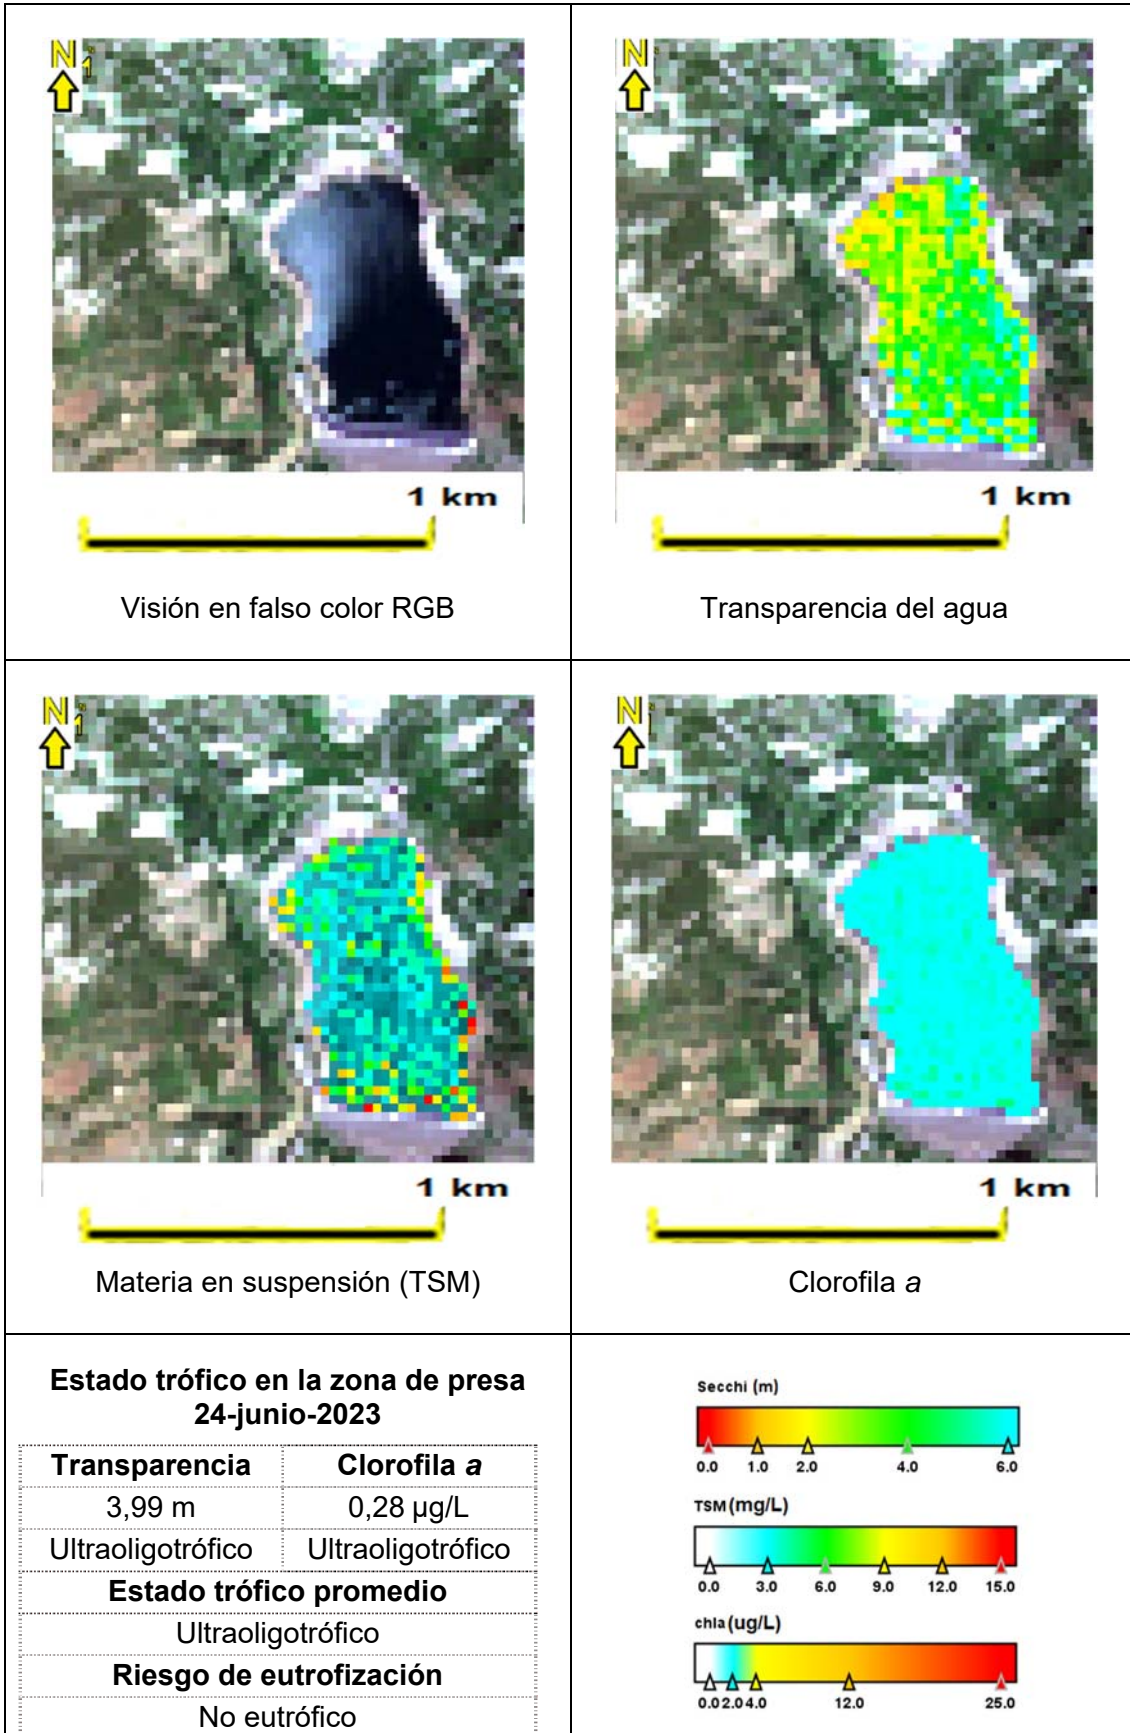 N
1 km
Visión en falso color RGB
N
1 km
Transparencia del agua
N
1 km
Materia en suspensión (TSM)
N
1 km
Clorofila a
Estado trófico en la zona de presa
24-junio-2023
Transparencia Clorofila a
3,99 m 0,28 µg/L
Ultraoligotrófico Ultraoligotrófico
Estado trófico promedio
Ultraoligotrófico
Riesgo de eutrofización
No eutrófico
Secchi (m)
0.0 1.0 2.0 4.0 6.0
TSM (mg/L)
0.0 3.0 6.0 9.0 12.0 15.0
chla (ug/L)
0.0 2.0 4.0 12.0 25.0